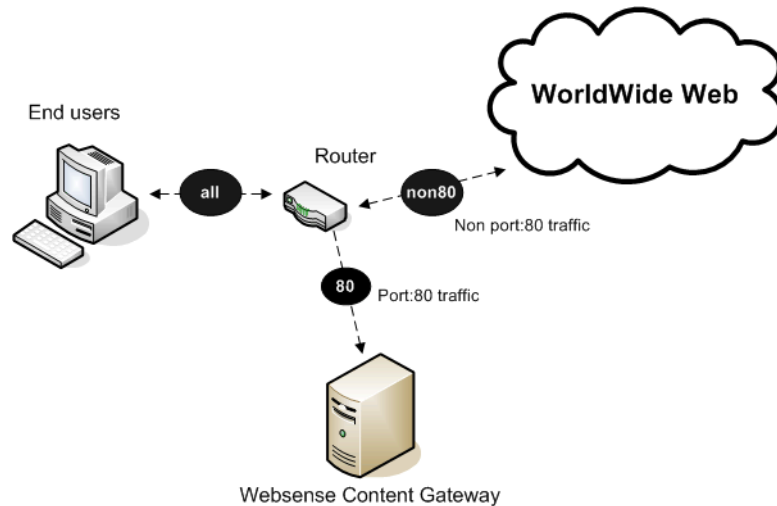 WorldWide Web
End users
Router
all
non80
Non port:80 traffic
80
Port:80 traffic
Websense Content Gateway